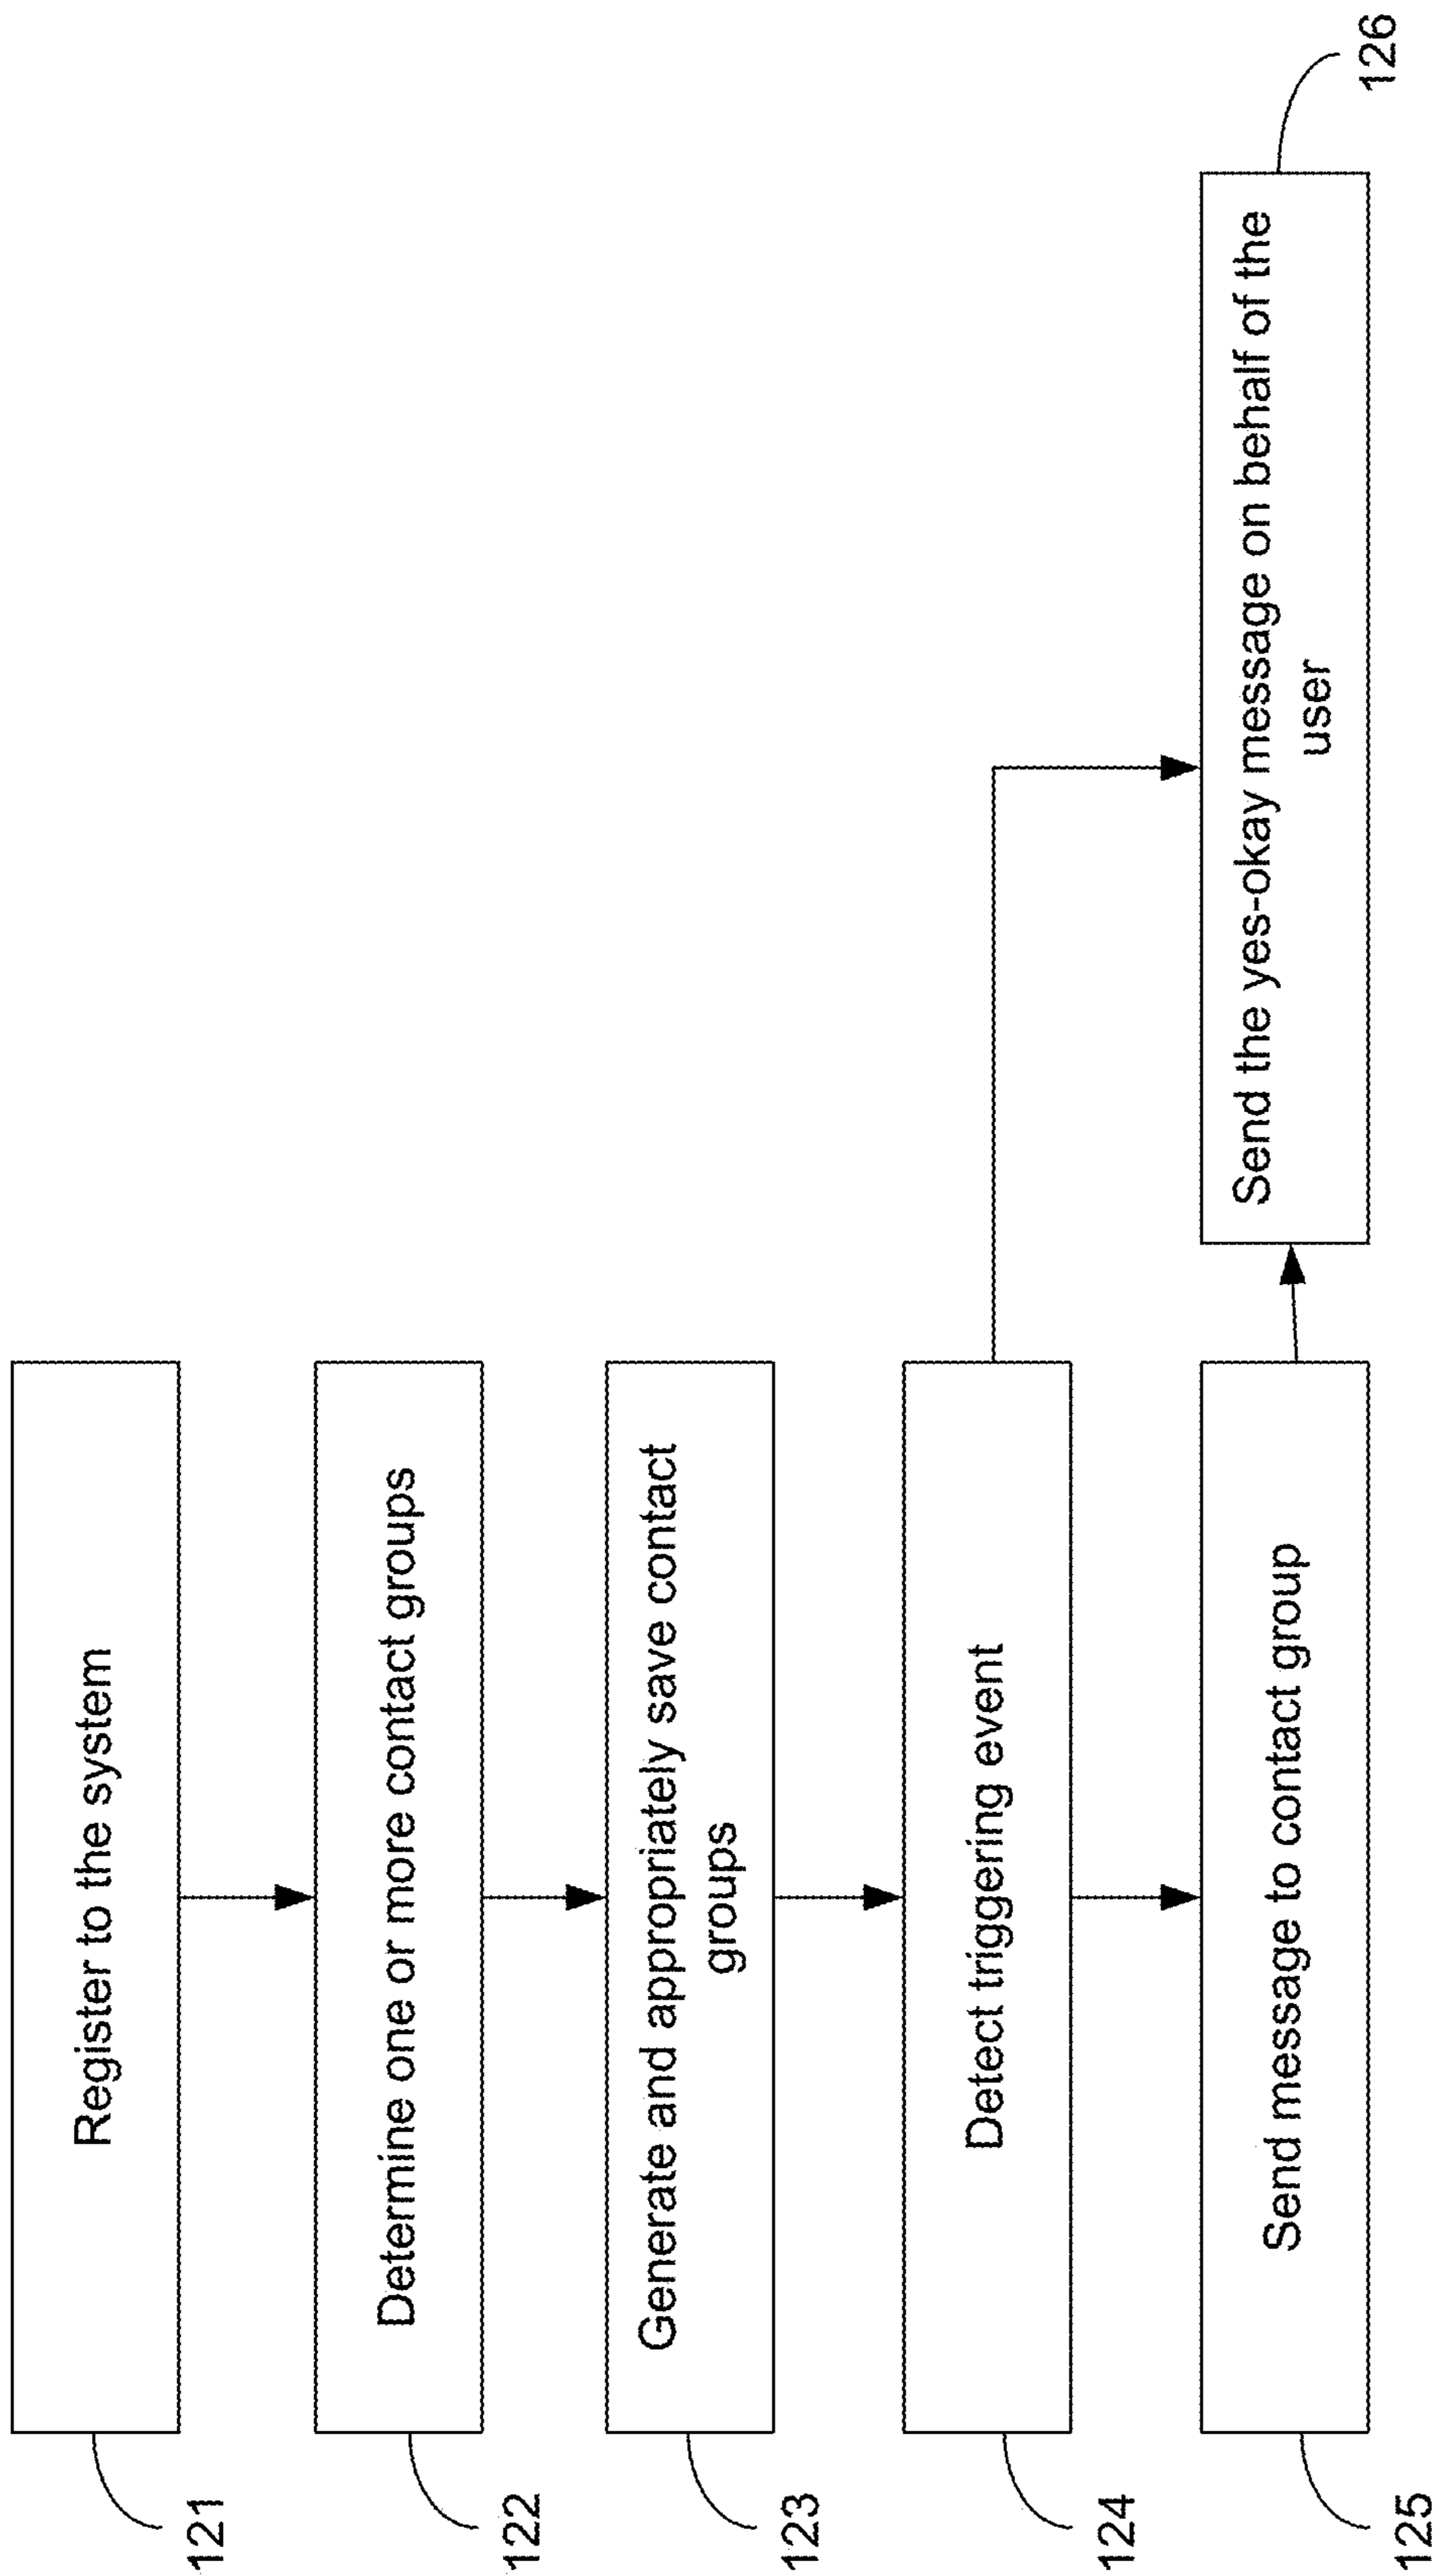 Register to the system
121
Determine one or more contact groups
122
Generate and appropriately save contact
groups
123
Detect triggering event
124
Send message to contact group
125
Send the yes-okay message on behalf of the
user
126